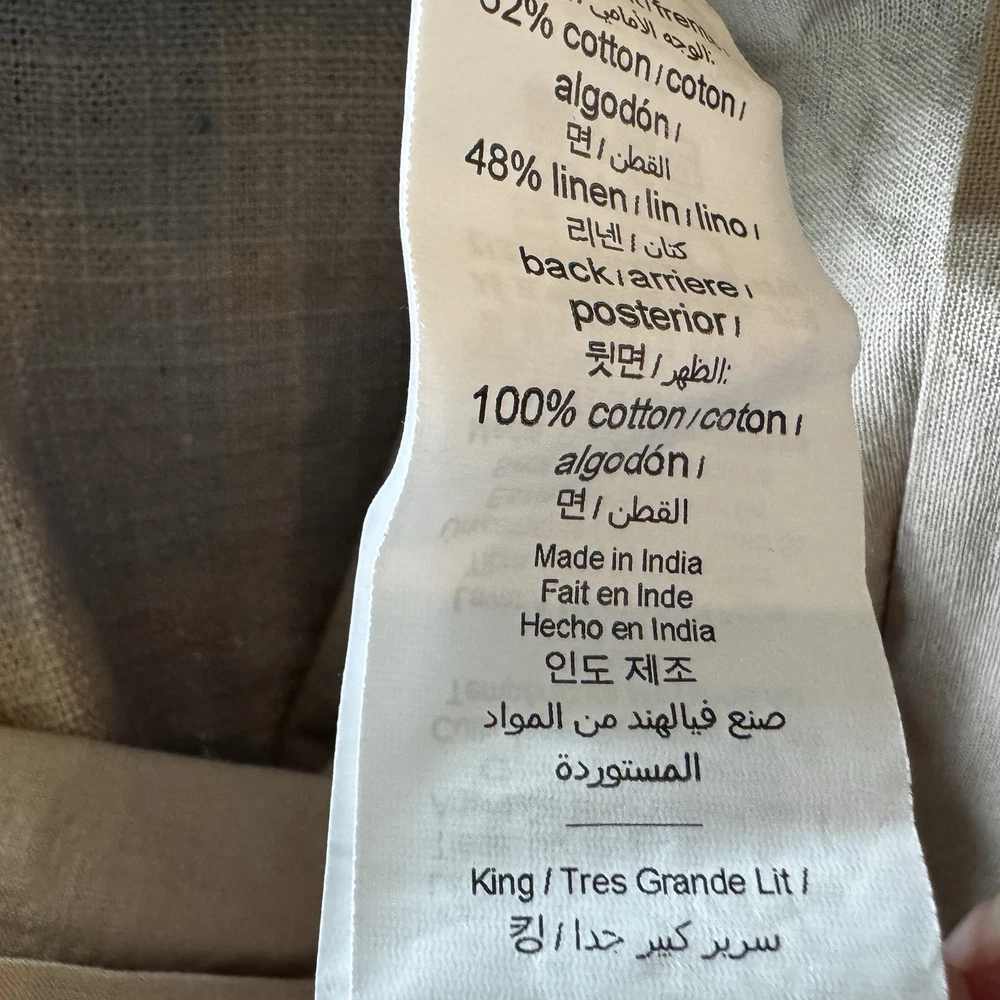 52% cotton / coton /
algodón /
면 / القطن
48% linen / lin / lino /
리넨 / كتان
back / arriere /
posterior /
뒷면 / الظهر:
100% cotton / coton /
algodón /
면 / القطن
Made in India
Fait en Inde
Hecho en India
인도 제조
صنع فيالهند من المواد
المستوردة
King / Tres Grande Lit /
킹 / سرير كبير جدا